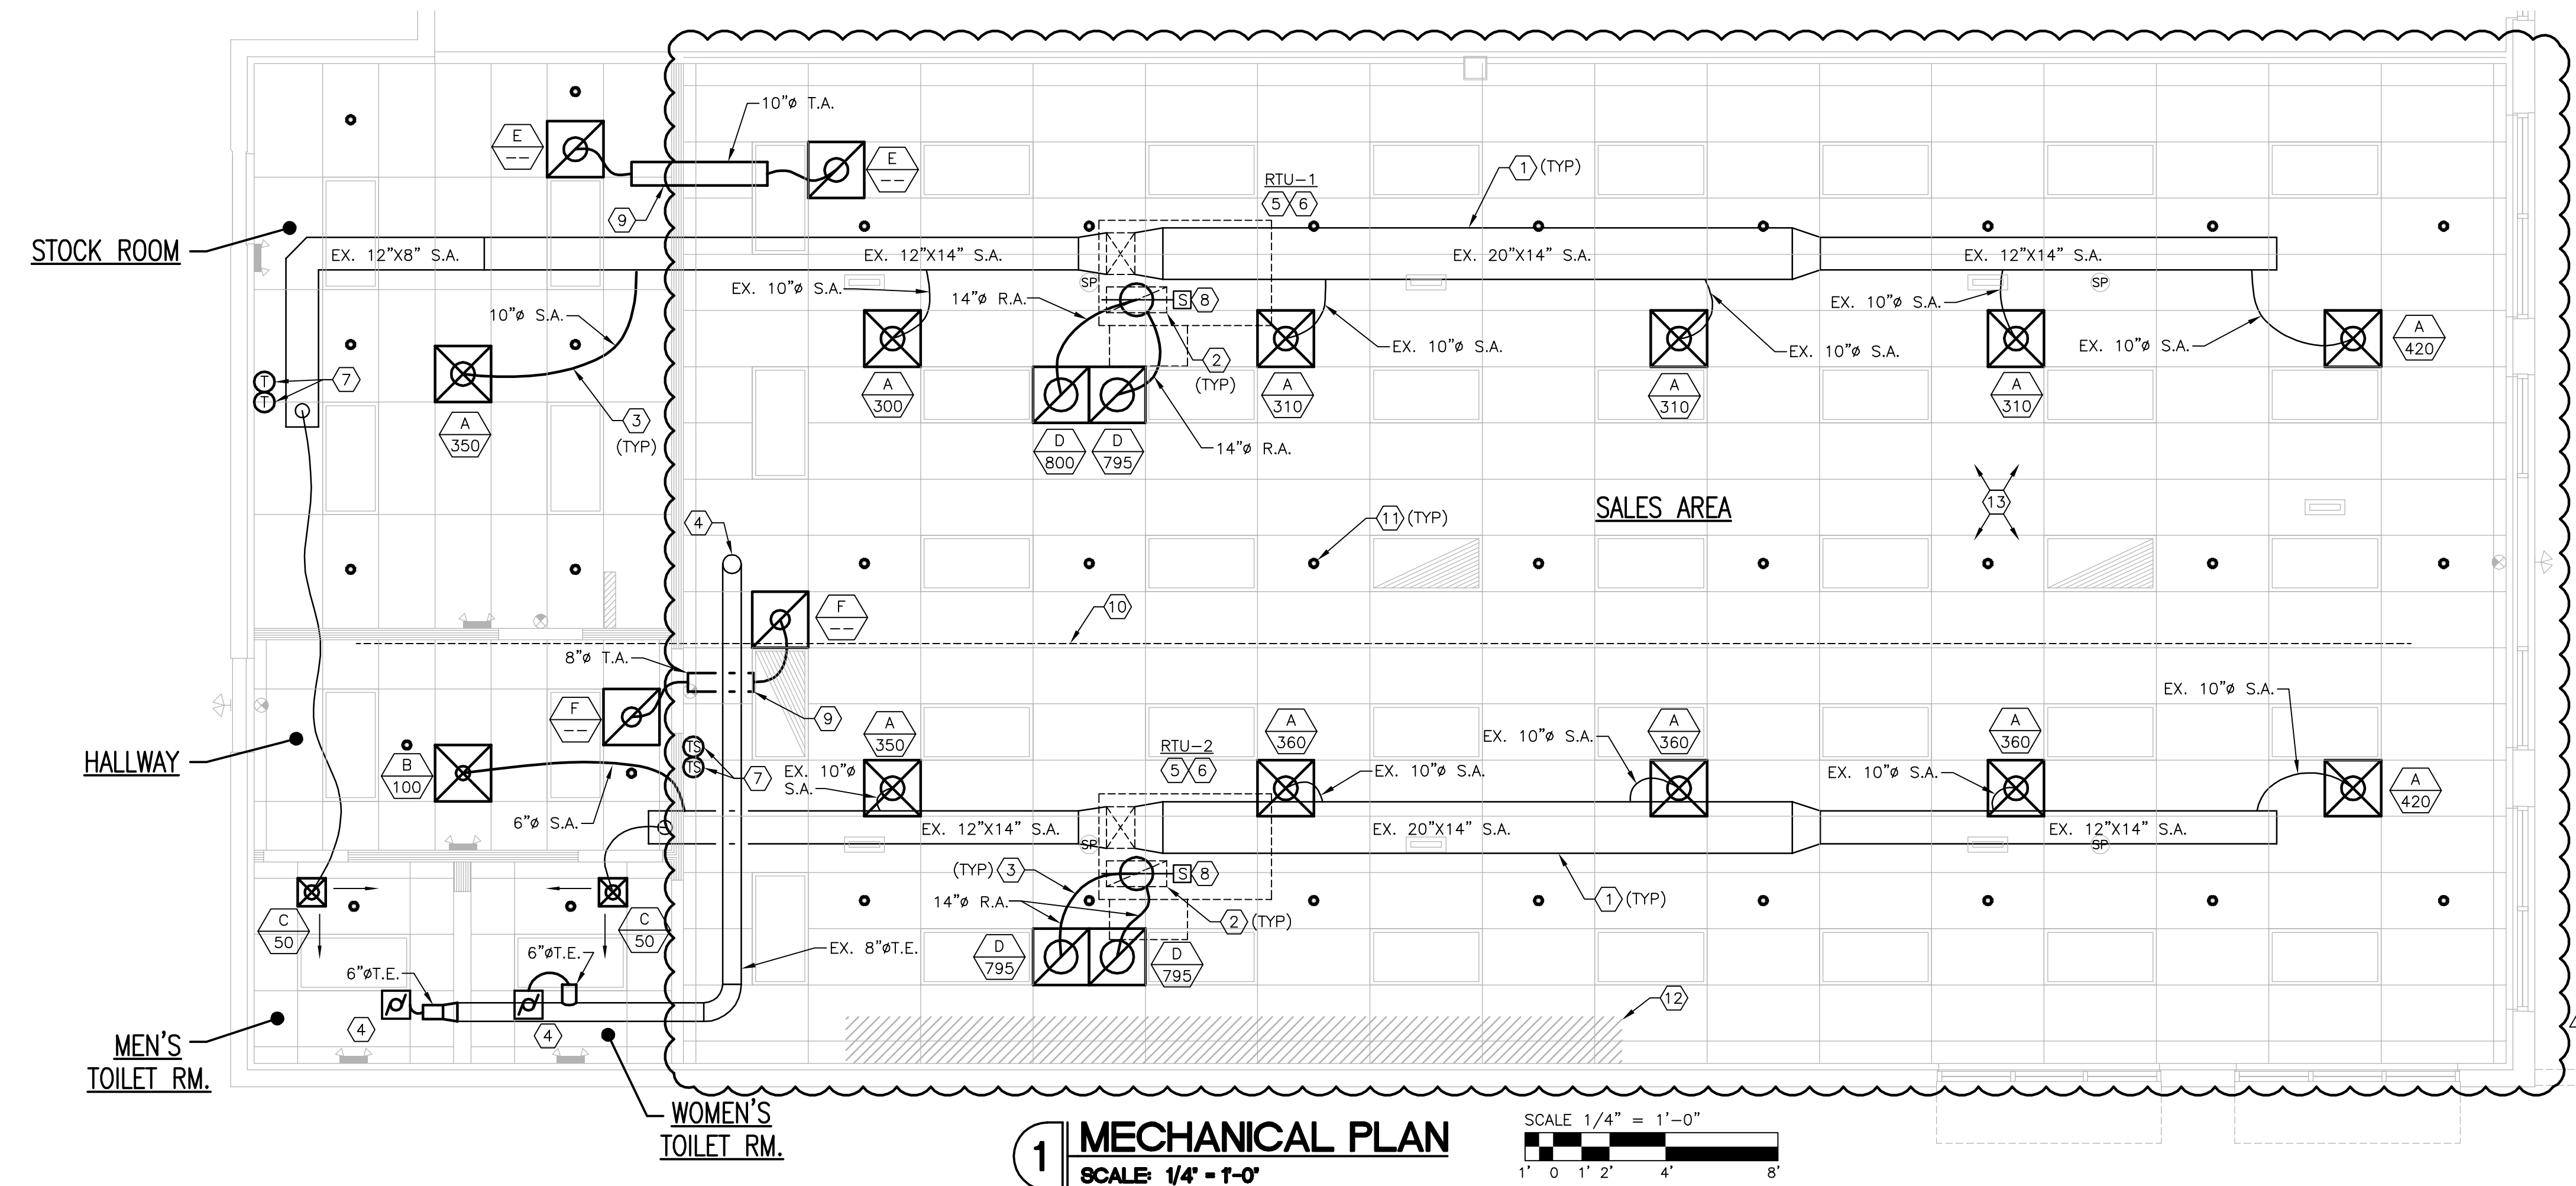 10"ø T.A.
E
--
E
--
9
RTU-1
5 6
1 (TYP)
STOCK ROOM
EX. 12"X8" S.A.
EX. 12"X14" S.A.
EX. 20"X14" S.A.
EX. 12"X14" S.A.
SP
SP
EX. 10"ø S.A.
14"ø R.A.
S 8
EX. 10"ø S.A.
10"ø S.A.
2
(TYP)
EX. 10"ø S.A.
EX. 10"ø S.A.
EX. 10"ø S.A.
A
420
T
T
7
A
300
A
310
A
310
A
310
3
(TYP)
A
350
D
800
D
795
14"ø R.A.
4
11 (TYP)
SALES AREA
13
F
--
10
8"ø T.A.
F
--
9
A
350
RTU-2
5 6
A
360
A
360
A
360
EX. 10"ø S.A.
EX. 10"ø S.A.
HALLWAY
B
100
TS
TS
7
EX. 10"ø
S.A.
EX. 10"ø S.A.
EX. 10"ø S.A.
A
420
6"ø S.A.
EX. 12"X14" S.A.
EX. 20"X14" S.A.
EX. 12"X14" S.A.
SP
SP
(TYP) 3
S 8
14"ø R.A.
2 (TYP)
1 (TYP)
C
50
C
50
EX. 8"øT.E.
D
795
D
795
6"øT.E.
6"øT.E.
12
4
4
MEN'S
TOILET RM.
WOMEN'S
TOILET RM.
1
MECHANICAL PLAN
SCALE: 1/4" = 1'-0"
SCALE 1/4" = 1'-0"
1' 0 1' 2' 4' 8'